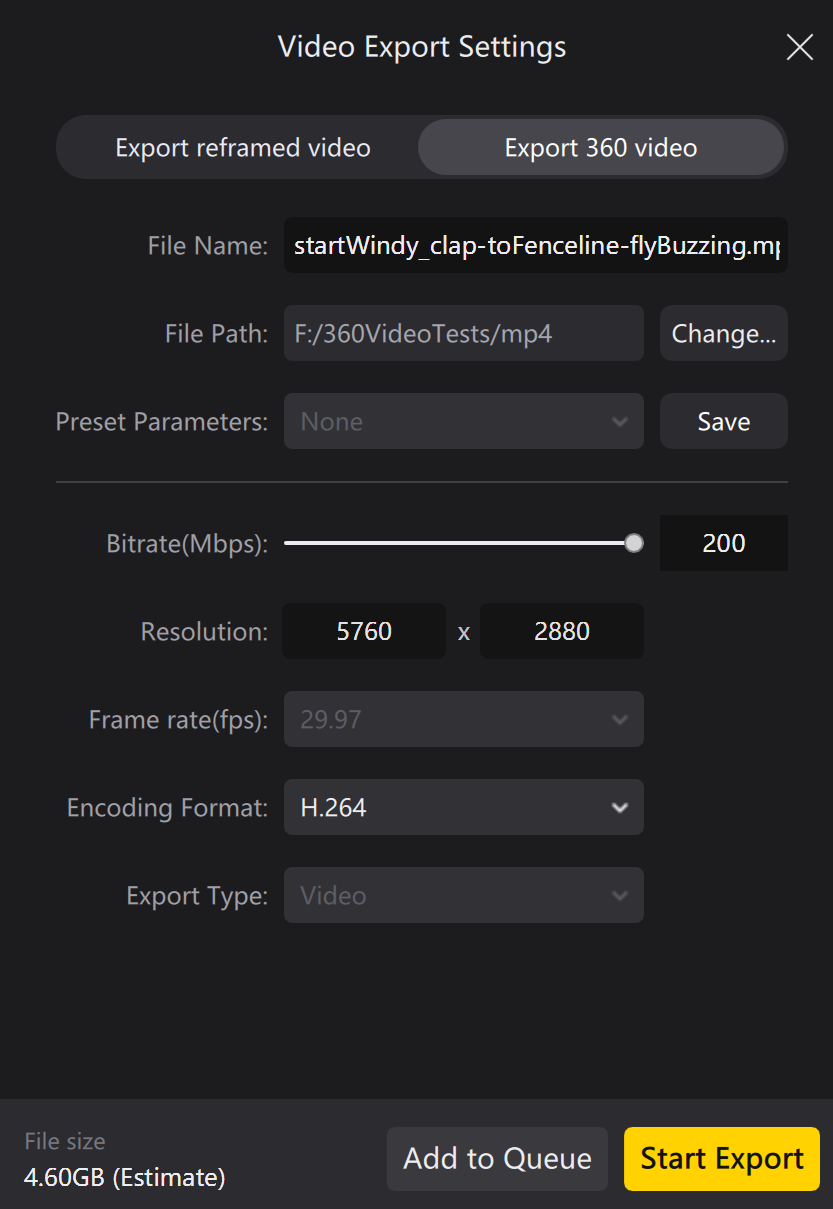 Video Export Settings
Export reframed video Export 360 video
File Name: startWindy_clap-toFenceline-flyBuzzing.mp
File Path: F:/360VideoTests/mp4 Change...
Preset Parameters: None Save
Bitrate(Mbps): 200
Resolution: 5760 x 2880
Frame rate(fps): 29.97
Encoding Format: H.264
Export Type: Video
File size
4.60GB (Estimate)
Add to Queue Start Export